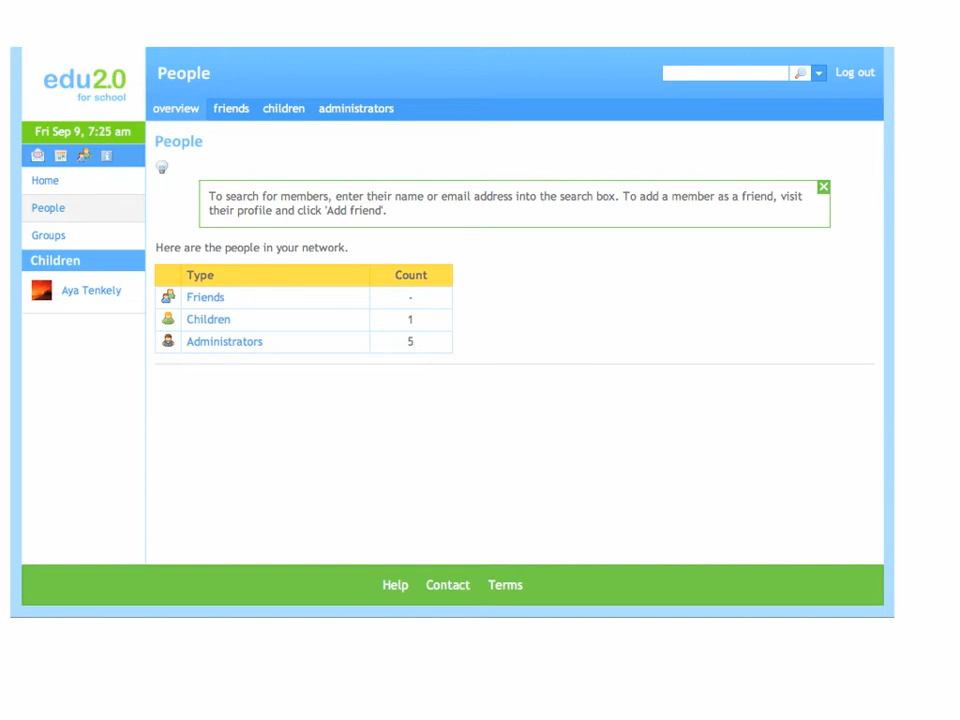 edu2.0
for school
People
Log out
overview friends children administrators
Fri Sep 9, 7:25 am
Home
People
Groups
Children
Aya Tenkely
People
To search for members, enter their name or email address into the search box. To add a member as a friend, visit
their profile and click 'Add friend'.
Here are the people in your network.
Type Count
Friends -
Children 1
Administrators 5
Help Contact Terms